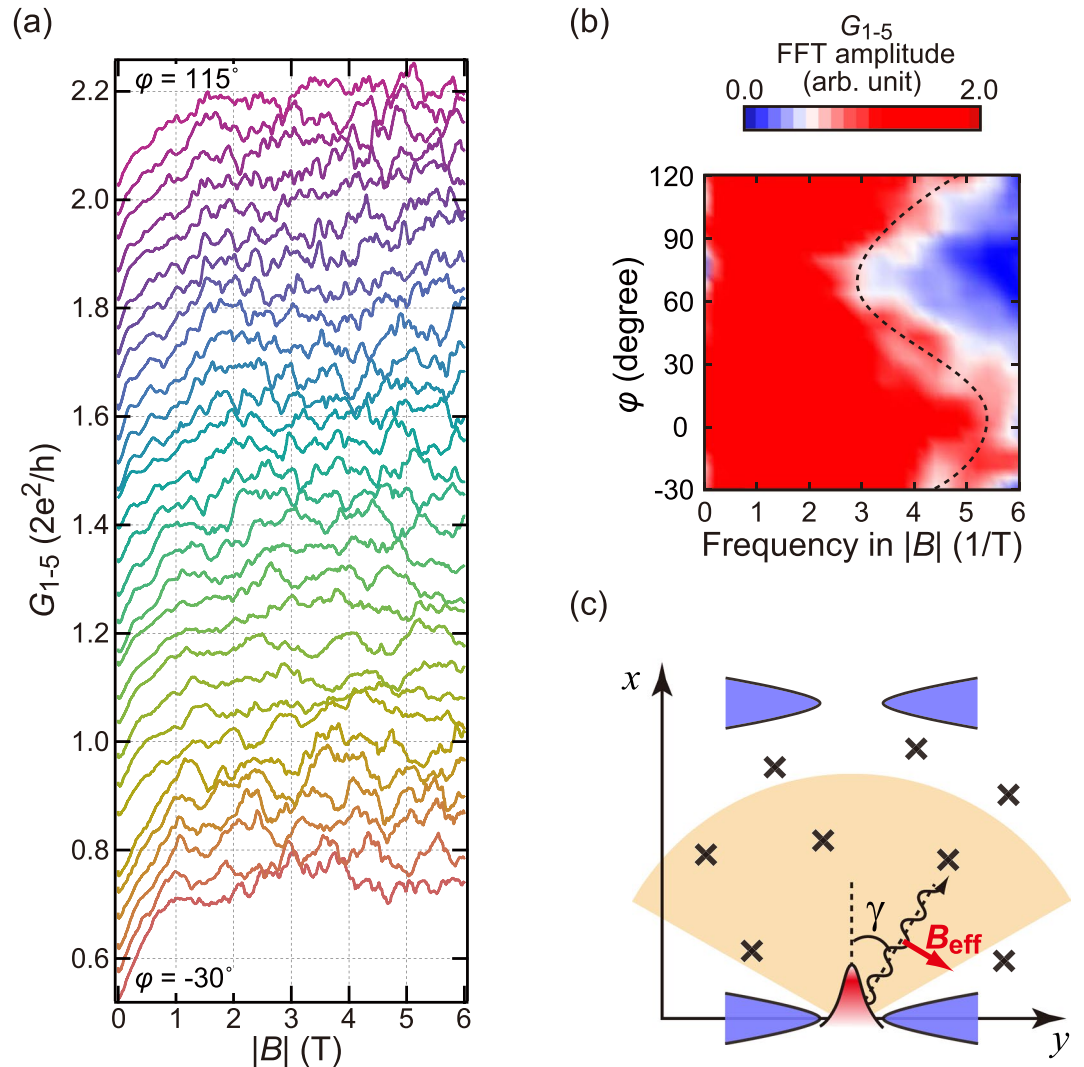 (a)
φ = 115°
2.2
2.0
1.8
1.6
1.4
1.2
1.0
0.8
0.6
G1-5 (2e²/h)
φ = -30°
0 1 2 3 4 5 6
|B| (T)
(b)
G1-5
FFT amplitude
(arb. unit)
0.0 2.0
120
90
60
30
0
-30
φ (degree)
0 1 2 3 4 5 6
Frequency in |B| (1/T)
(c)
x
γ
Beff
y